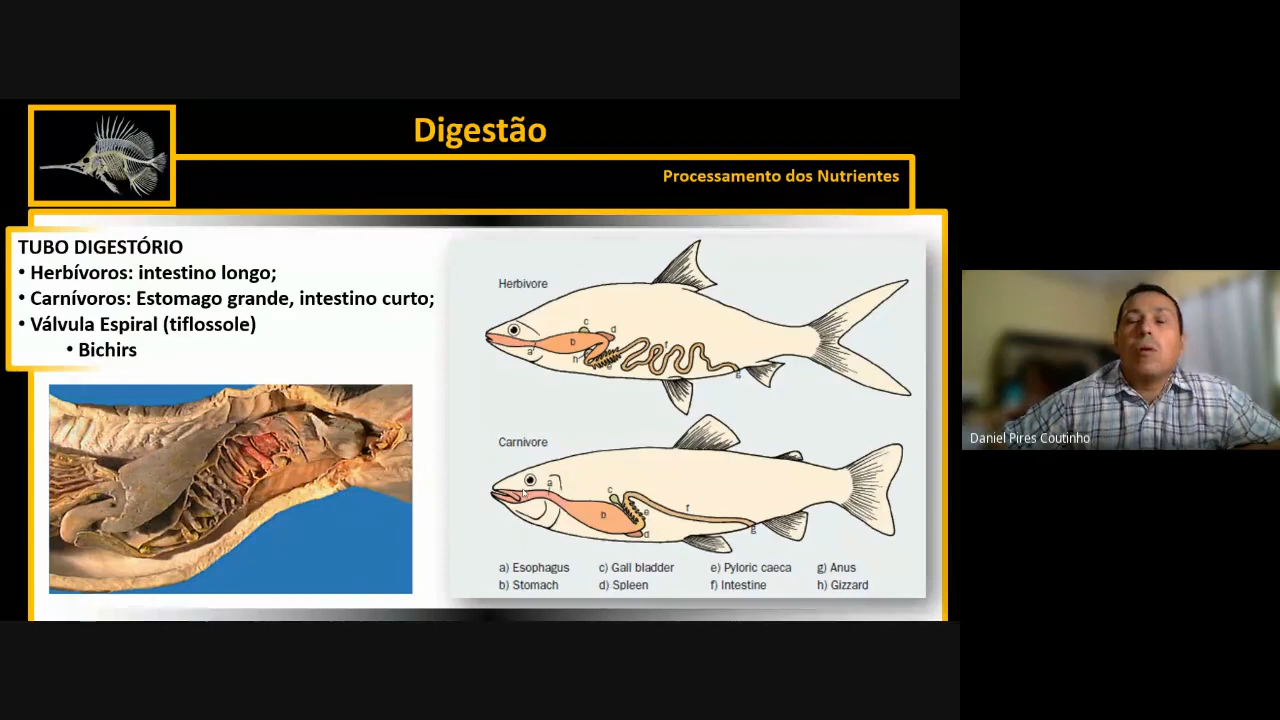 Digestão
Processamento dos Nutrientes
TUBO DIGESTÓRIO
• Herbívoros: intestino longo;
• Carnívoros: Estomago grande, intestino curto;
• Válvula Espiral (tiflossole)
• Bichirs
Herbivore
c
d
b
a
h
e
f
g
Carnivore
a
c
b
e
f
d
g
a) Esophagus c) Gall bladder e) Pyloric caeca g) Anus
b) Stomach d) Spleen f) Intestine h) Gizzard
Daniel Pires Coutinho